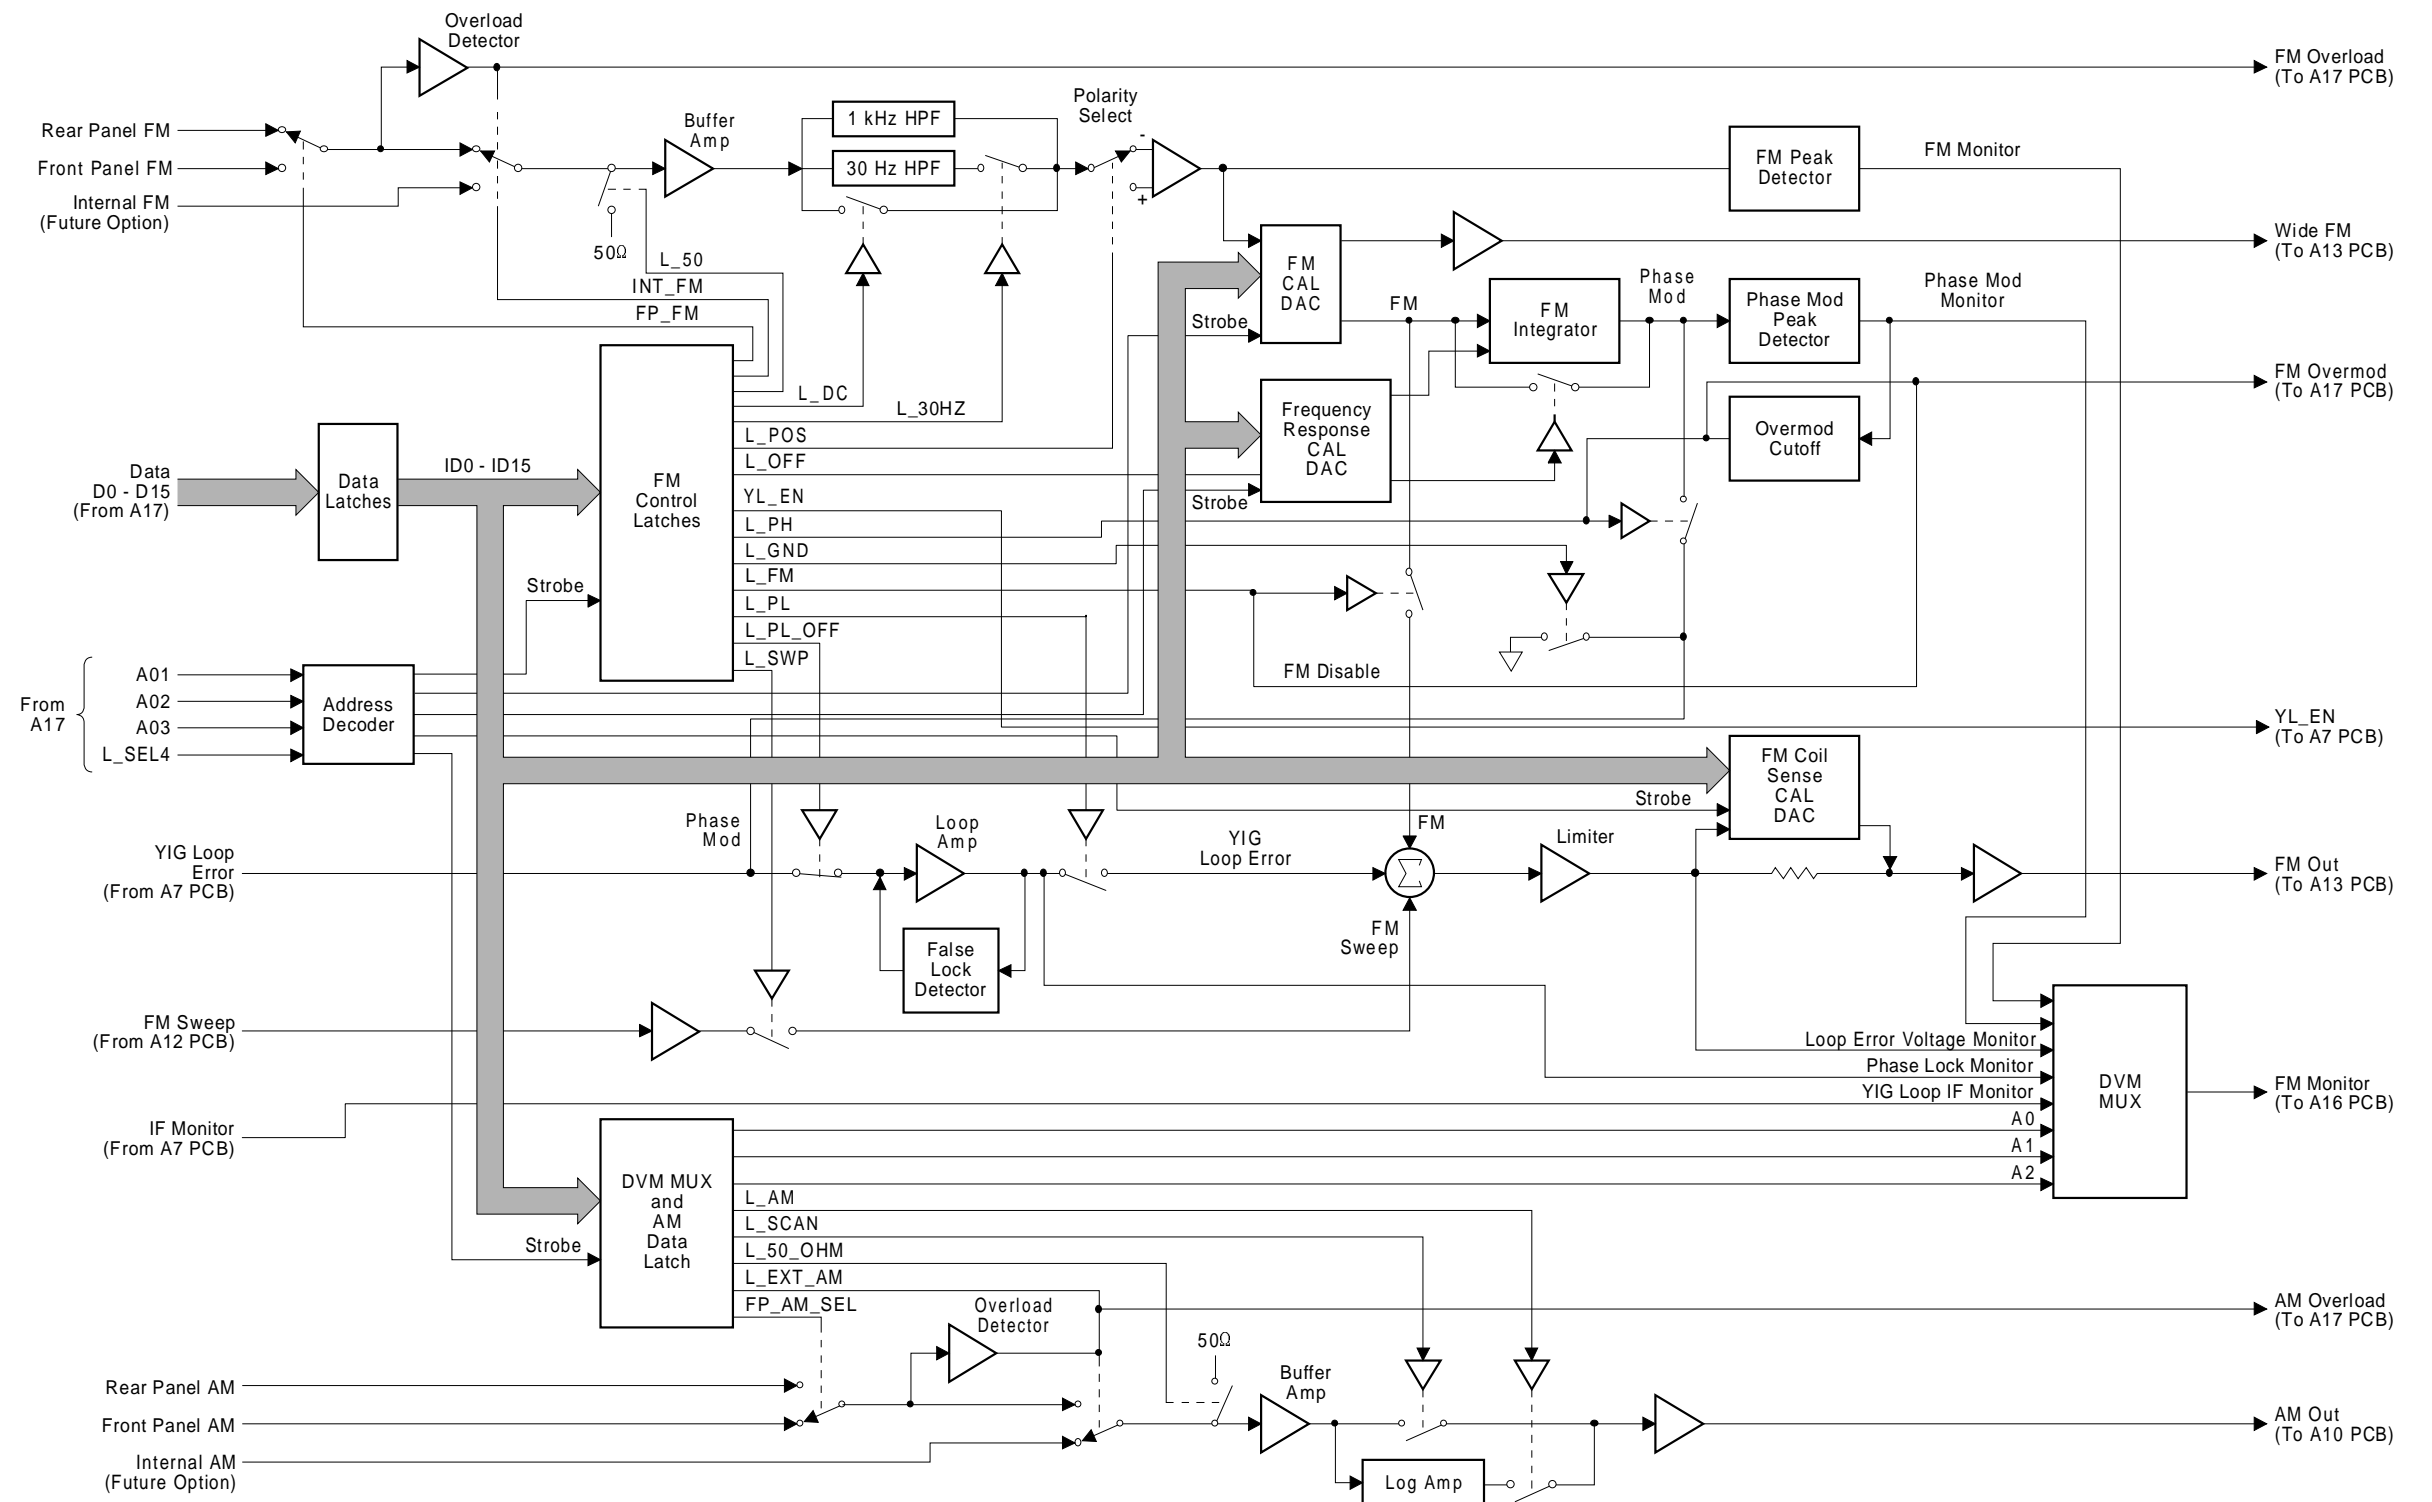 Overload
Detector
FM Overload
(To A17 PCB)
Rear Panel FM
Front Panel FM
Internal FM
(Future Option)
50Ω
Buffer
Amp
1 kHz HPF
30 Hz HPF
Polarity
Select
-
+
FM Peak
Detector
FM Monitor
Wide FM
(To A13 PCB)
L_50
INT_FM
FP_FM
FM
CAL
DAC
Strobe
FM
FM
Integrator
Phase
Mod
Phase Mod
Peak
Detector
Phase Mod
Monitor
FM Overmod
(To A17 PCB)
Overmod
Cutoff
Frequency
Response
CAL
DAC
Strobe
Data
D0 - D15
(From A17)
Data
Latches
ID0 - ID15
FM
Control
Latches
Strobe
L_DC
L_30HZ
L_POS
L_OFF
YL_EN
L_PH
L_GND
L_FM
L_PL
L_PL_OFF
L_SWP
From
A17
A01
A02
A03
L_SEL4
Address
Decoder
FM Disable
YL_EN
(To A7 PCB)
FM Coil
Sense
CAL
DAC
Strobe
YIG Loop
Error
(From A7 PCB)
Phase
Mod
Loop
Amp
False
Lock
Detector
YIG
Loop Error
FM
Σ
FM
Sweep
Limiter
FM Out
(To A13 PCB)
FM Sweep
(From A12 PCB)
IF Monitor
(From A7 PCB)
Loop Error Voltage Monitor
Phase Lock Monitor
YIG Loop IF Monitor
A0
A1
A2
DVM
MUX
FM Monitor
(To A16 PCB)
DVM MUX
and
AM
Data
Latch
Strobe
L_AM
L_SCAN
L_50_OHM
L_EXT_AM
FP_AM_SEL
Overload
Detector
AM Overload
(To A17 PCB)
50Ω
Rear Panel AM
Front Panel AM
Internal AM
(Future Option)
Buffer
Amp
Log Amp
AM Out
(To A10 PCB)